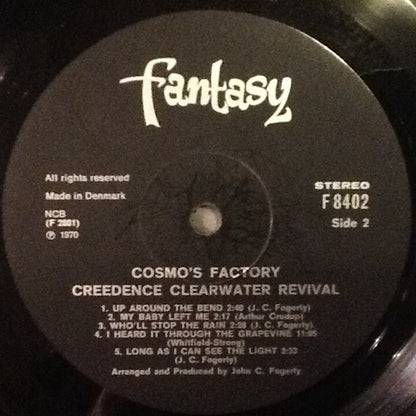 fantasy
All rights reserved
Made in Denmark
NCB
(F 2801)
℗ 1970
STEREO
F 8402
Side 2
COSMO'S FACTORY
CREEDENCE CLEARWATER REVIVAL
1. UP AROUND THE BEND 2:40 (J. C. Fogerty)
2. MY BABY LEFT ME 2:17 (Arthur Crudup)
3. WHO'LL STOP THE RAIN 2:28 (J. C. Fogerty)
4. I HEARD IT THROUGH THE GRAPEVINE 11:05
(Whitfield-Strong)
5. LONG AS I CAN SEE THE LIGHT 3:33
(J. C. Fogerty)
Arranged and Produced by John C. Fogerty